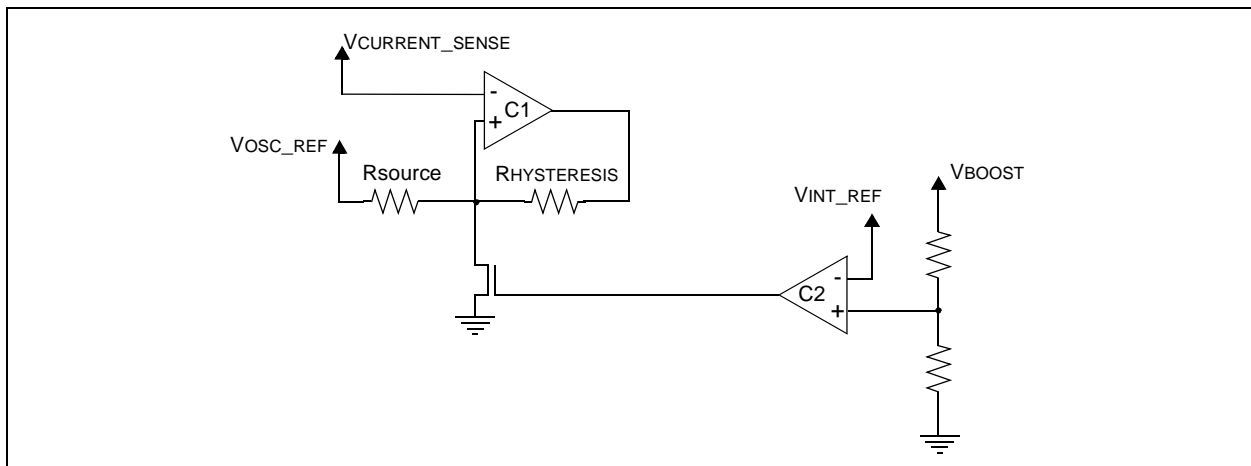 VCURRENT_SENSE
-
C1
+
VOSC_REF
Rsource
RHYSTERESIS
VBOOST
VINT_REF
-
C2
+